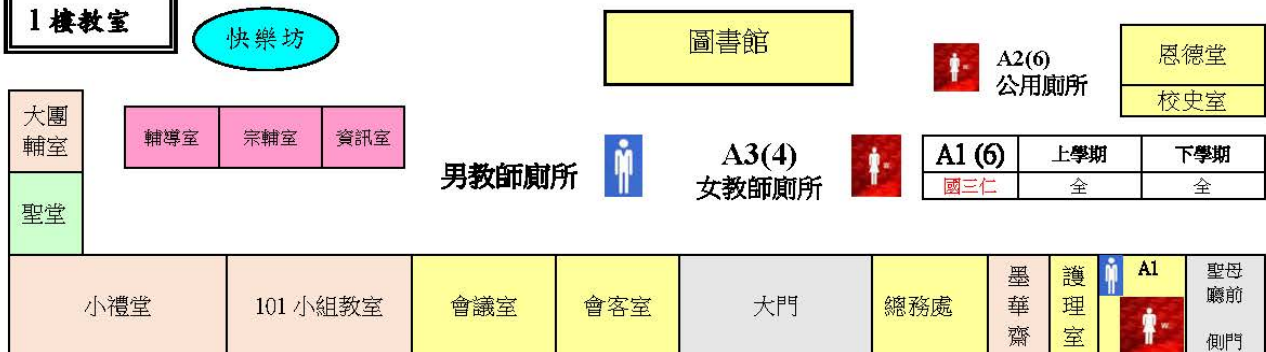 1 樓教室
快樂坊
圖書館
A2(6)
公用廁所
恩德堂
校史室
大團
輔室
輔導室
宗輔室
資訊室
男教師廁所
A3(4)
女教師廁所
A1 (6)
上學期
下學期
國三仁
全
全
聖堂
小禮堂
101 小組教室
會議室
會客室
大門
總務處
墨
華
齋
護
理
室
A1
聖母
廳前
側門